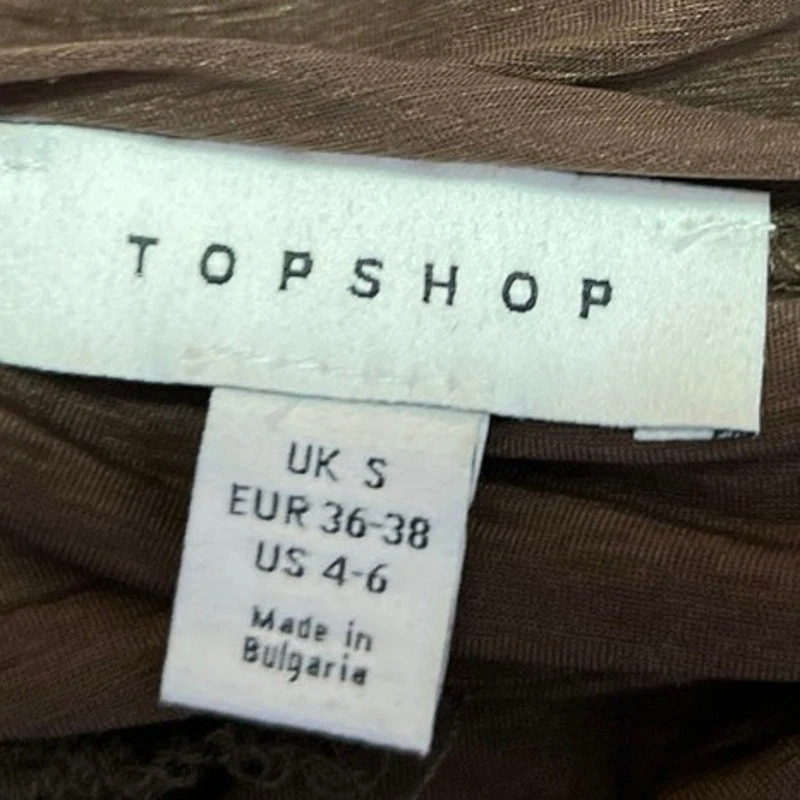 TOPSHOP
UK S
EUR 36-38
US 4-6
Made in
Bulgaria